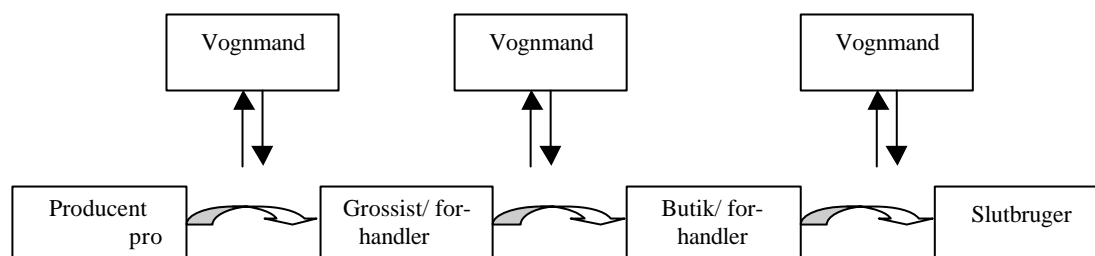 Vognmand
Vognmand
Vognmand
Producent
pro
Grossist/ for-
handler
Butik/ for-
handler
Slutbruger